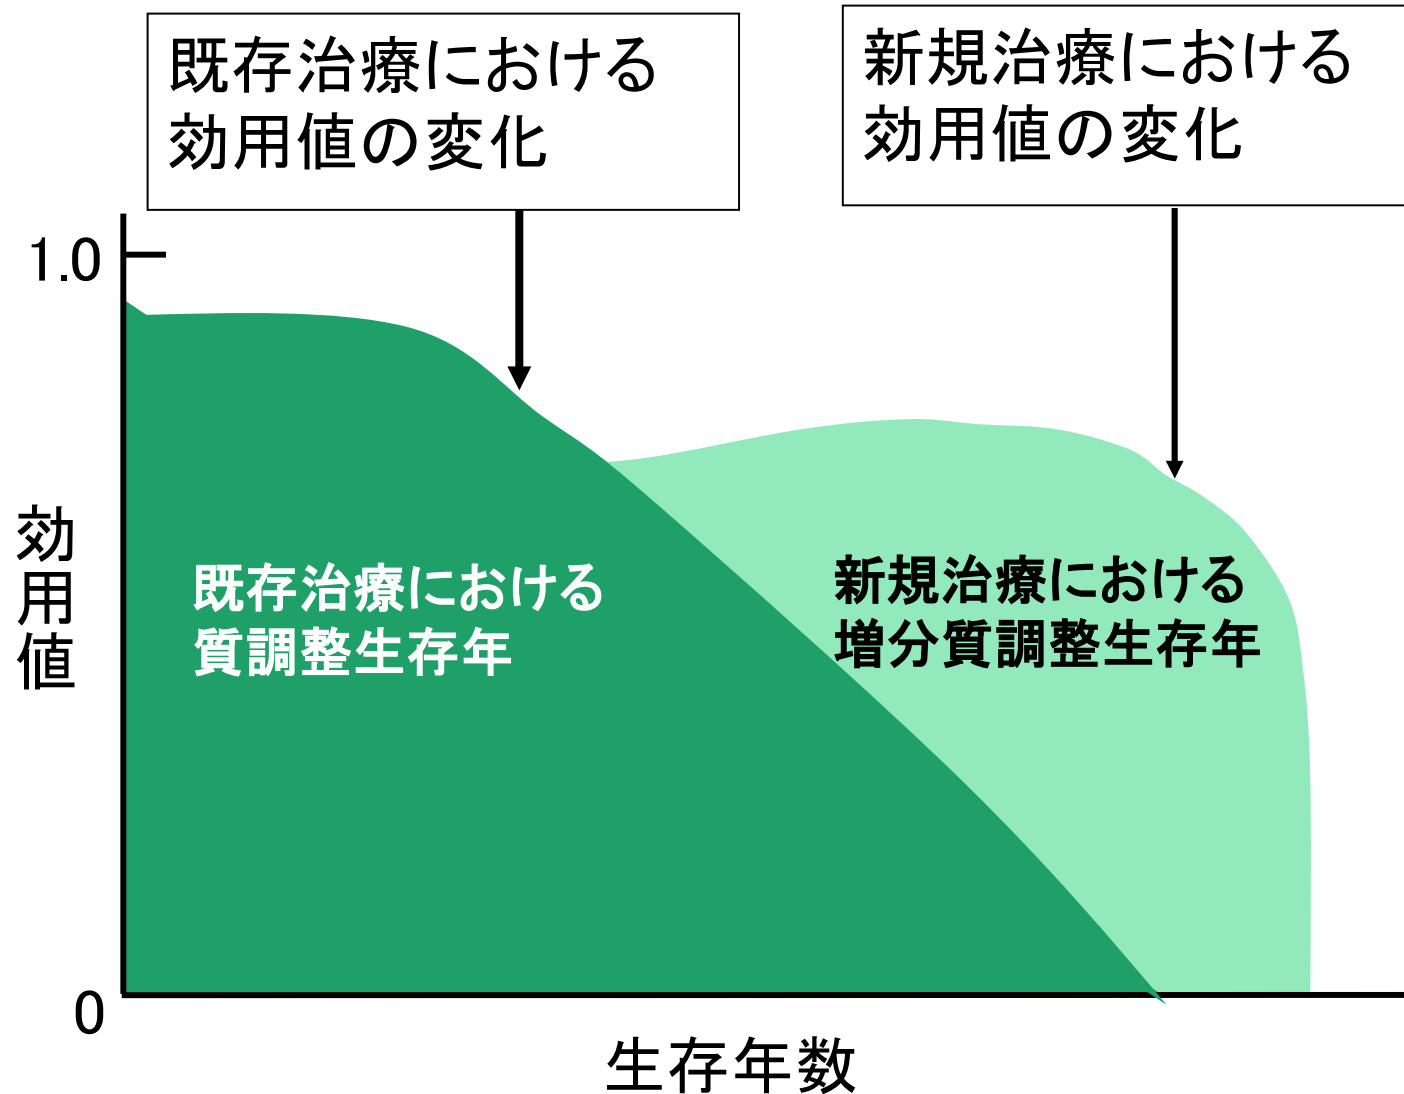 既存治療における
効用値の変化
新規治療における
効用値の変化
1.0
効用値
既存治療における
質調整生存年
新規治療における
増分質調整生存年
0
生存年数